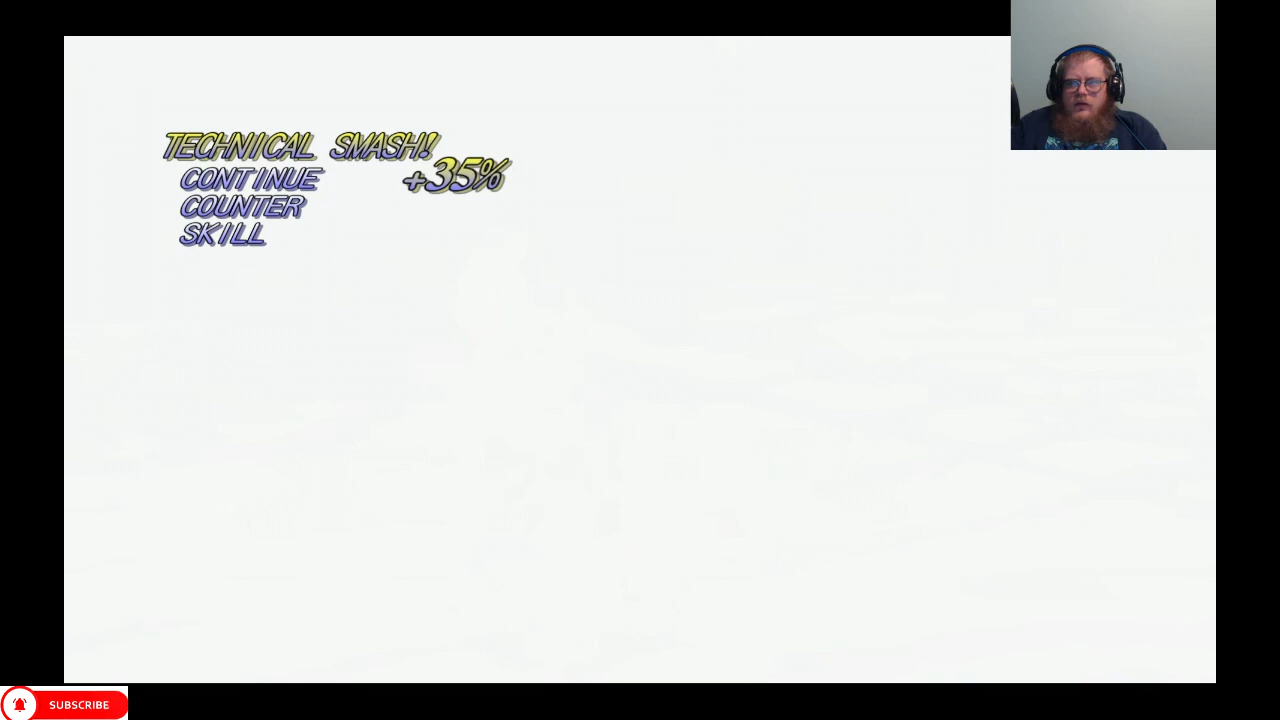 TECHNICAL SMASH!
CONTINUE +35%
COUNTER
SKILL
SUBSCRIBE